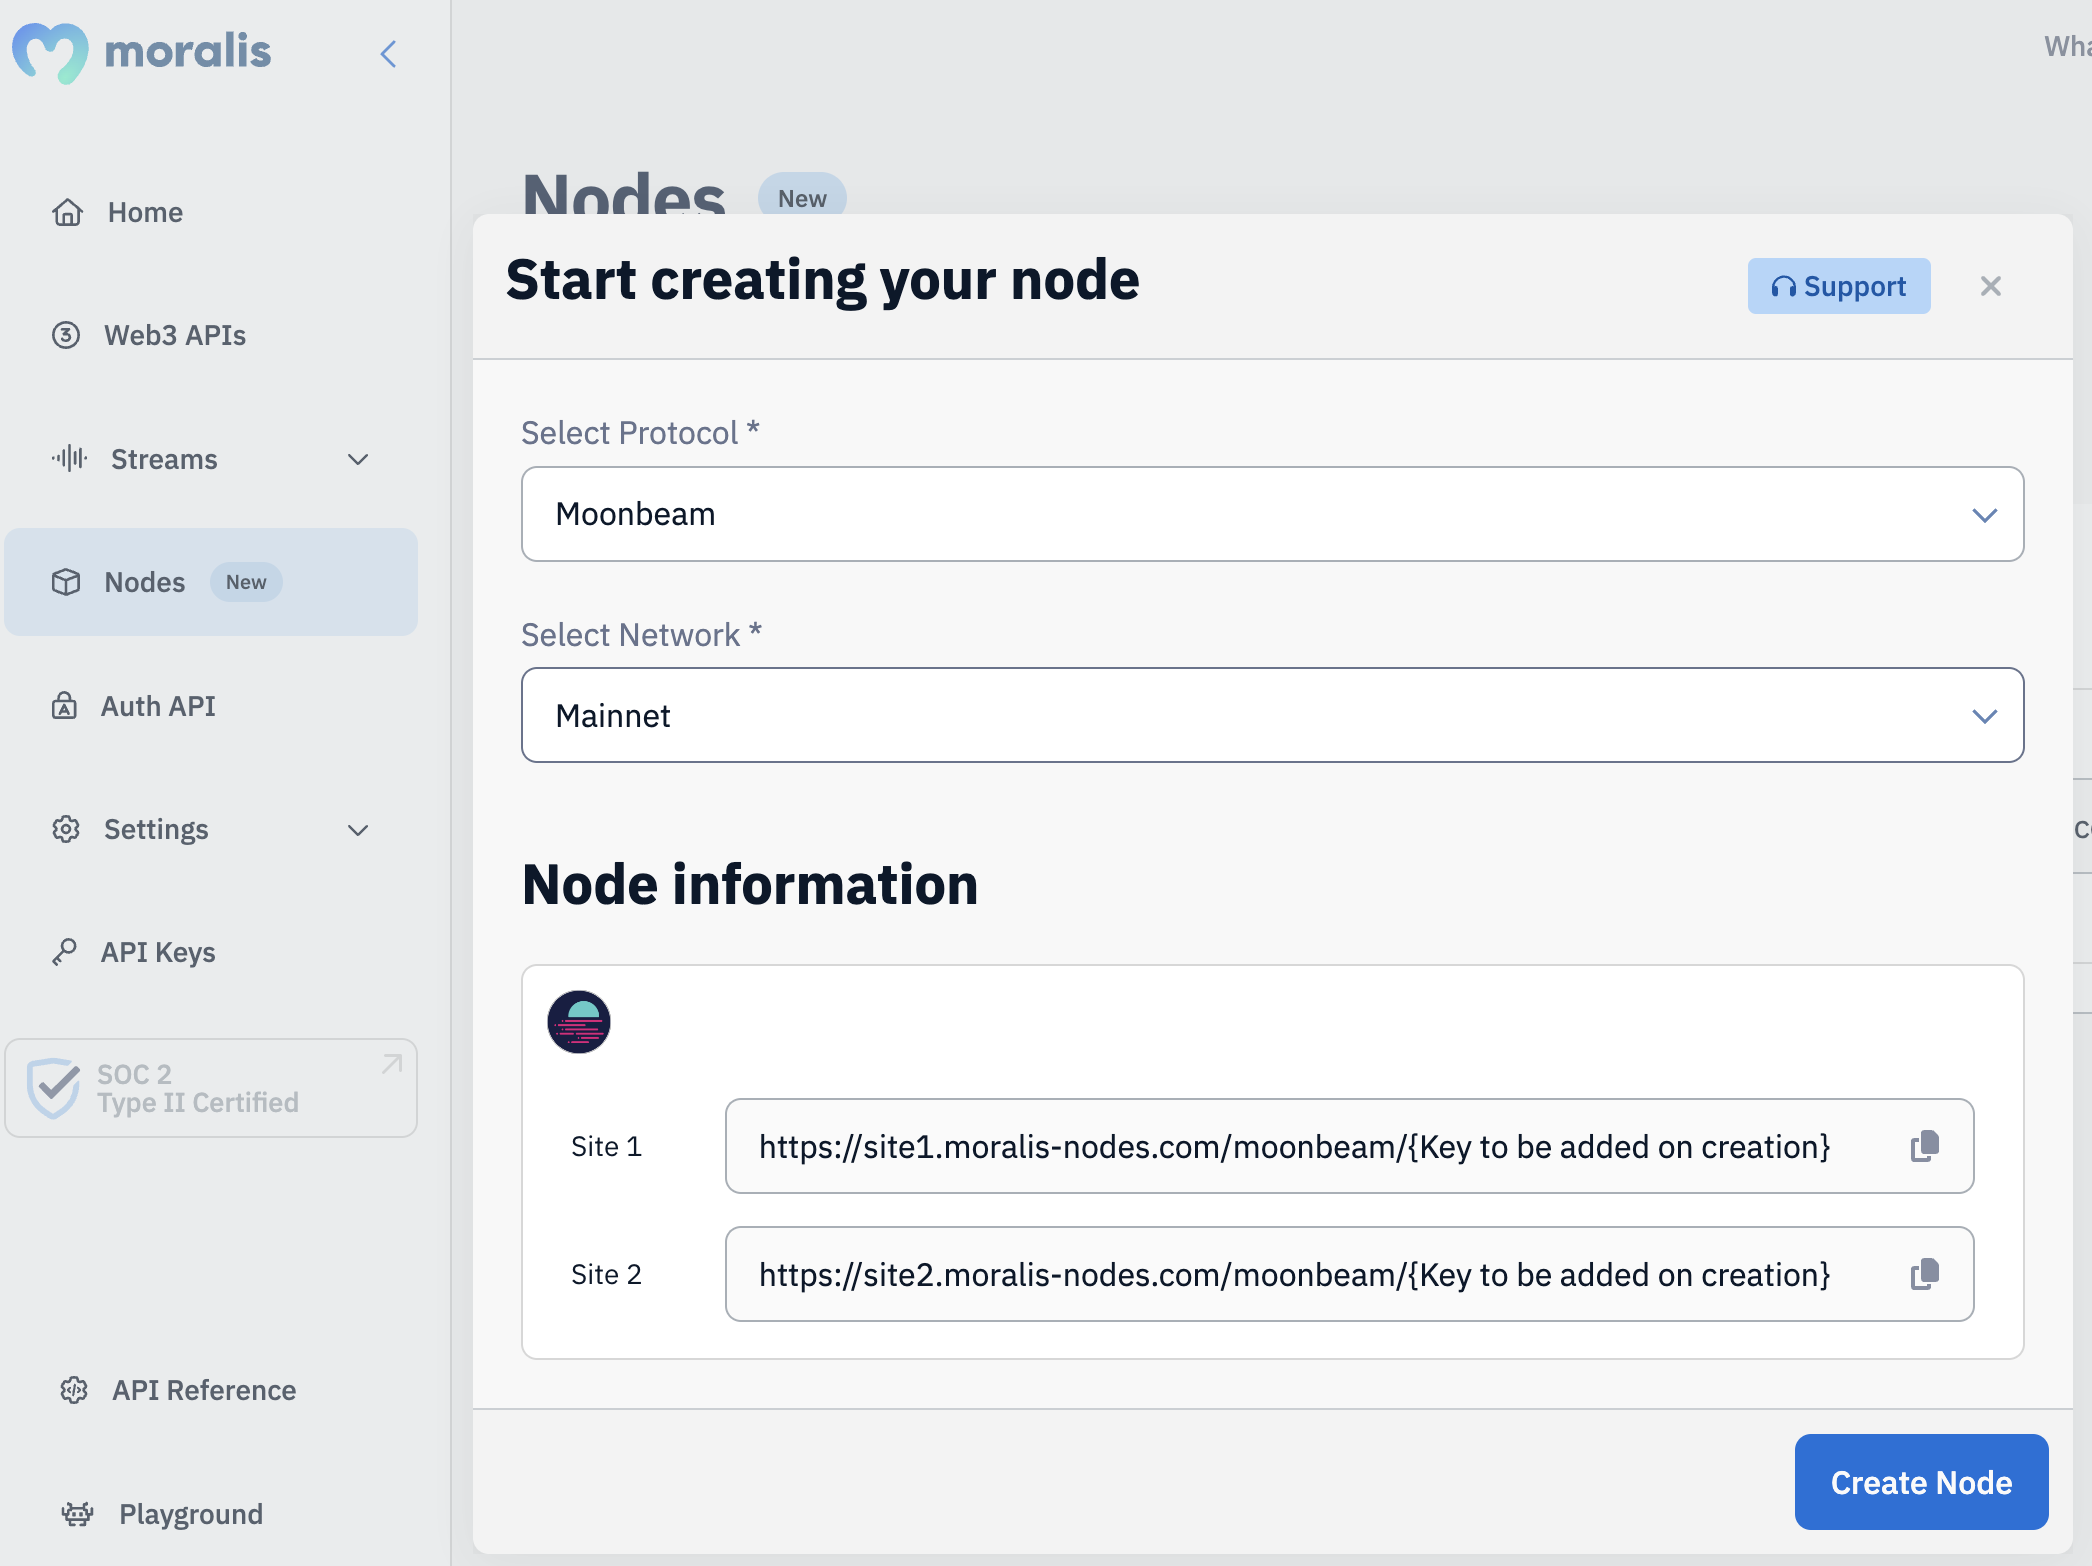 moralis
Home
Web3 APIs
Streams
Nodes New
Auth API
Settings
API Keys
SOC 2
Type II Certified
API Reference
Playground
Nodes New
Start creating your node
Support
Select Protocol *
Moonbeam
Select Network *
Mainnet
Node information
Site 1
https://site1.moralis-nodes.com/moonbeam/{Key to be added on creation}
Site 2
https://site2.moralis-nodes.com/moonbeam/{Key to be added on creation}
Create Node